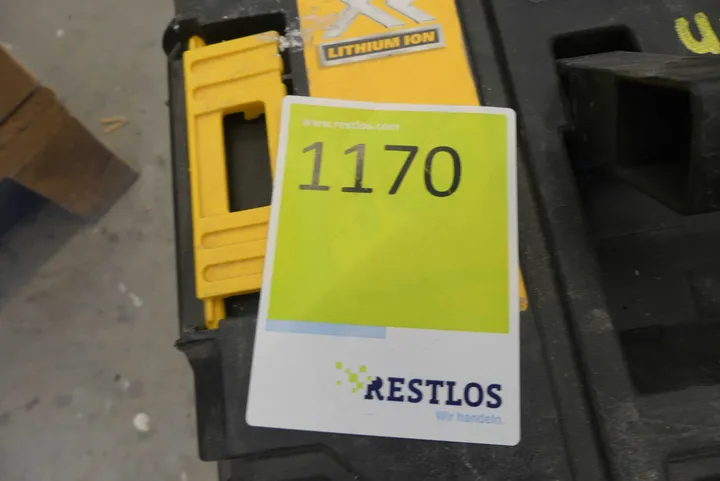 XR
LITHIUM ION
www.restlos.com
1170
RESTLOS
Wir handeln.